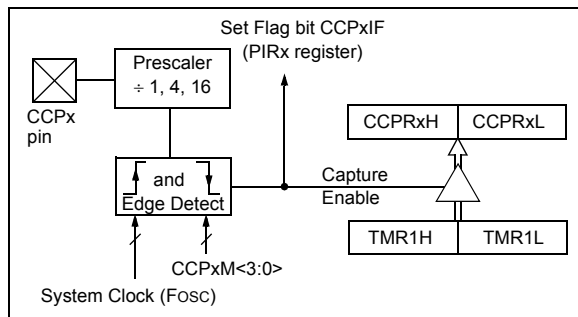 Set Flag bit CCPxIF
(PIRx register)
Prescaler
÷ 1, 4, 16
CCPx
pin
CCPRxH
CCPRxL
and
Edge Detect
Capture
Enable
TMR1H
TMR1L
CCPxM<3:0>
System Clock (FOSC)